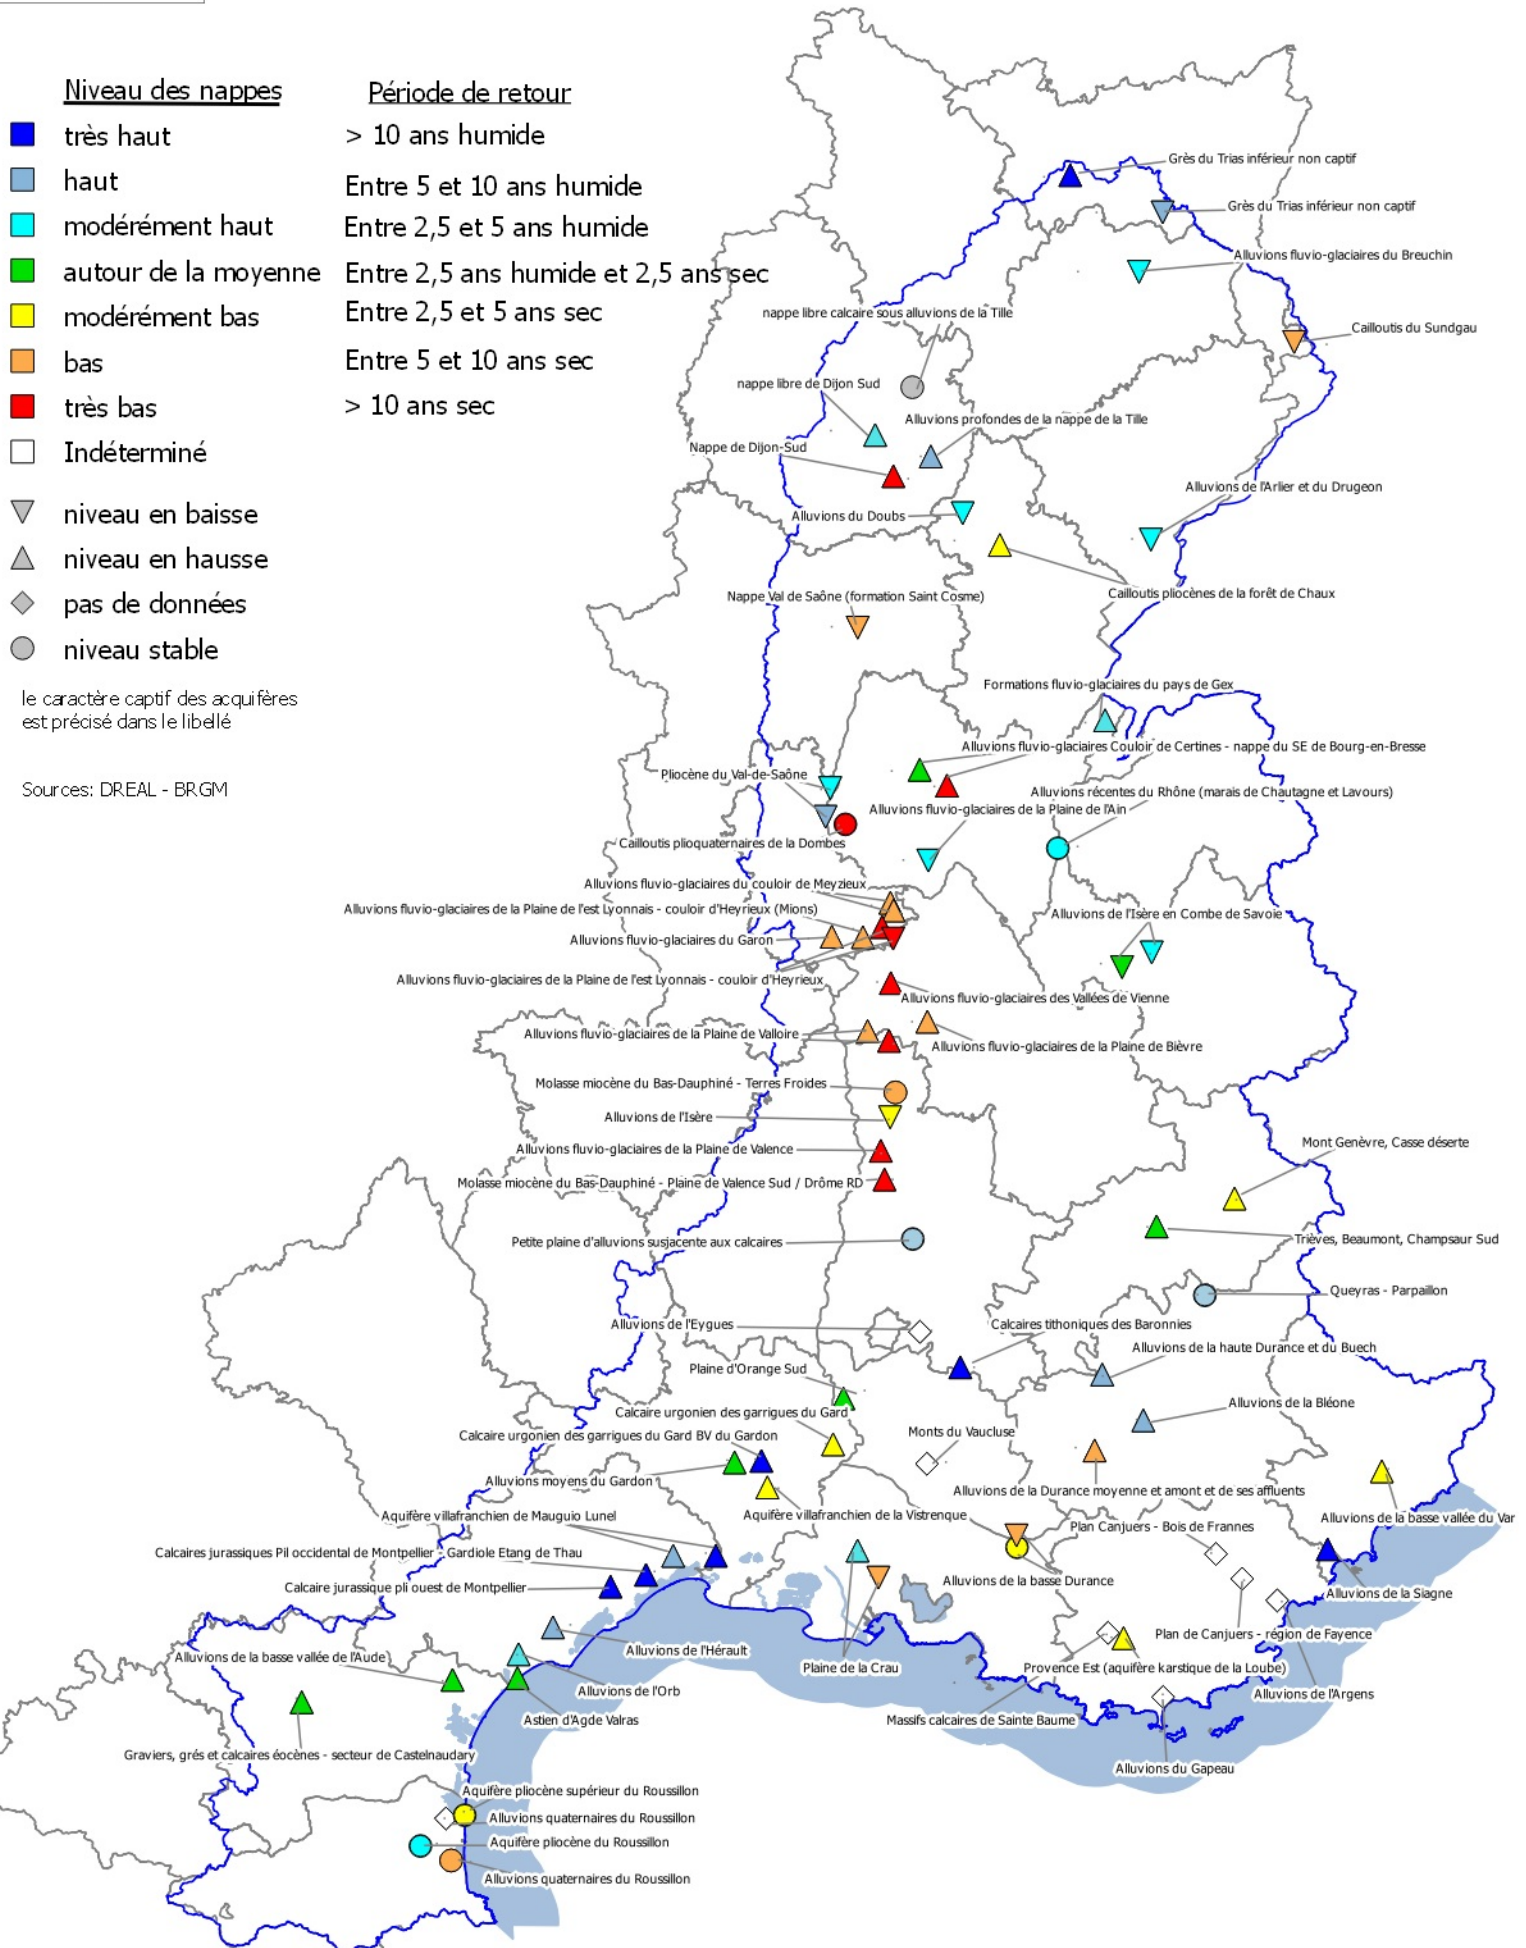 Niveau des nappes
Période de retour
très haut
> 10 ans humide
haut
Entre 5 et 10 ans humide
modérément haut
Entre 2,5 et 5 ans humide
autour de la moyenne
Entre 2,5 ans humide et 2,5 ans sec
modérément bas
Entre 2,5 et 5 ans sec
bas
Entre 5 et 10 ans sec
très bas
> 10 ans sec
Indéterminé
niveau en baisse
niveau en hausse
pas de données
niveau stable
le caractère captif des acquifères
est précisé dans le libellé
Sources: DREAL - BRGM
Grès du Trias inférieur non captif
Grès du Trias inférieur non captif
Alluvions fluvio-glaciaires du Breuchin
nappe libre calcaire sous alluvions de la Tille
Cailloutis du Sundgau
nappe libre de Dijon Sud
Alluvions profondes de la nappe de la Tille
Nappe de Dijon-Sud
Alluvions de l'Arlier et du Drugeon
Alluvions du Doubs
Cailloutis pliocènes de la forêt de Chaux
Nappe Val de Saône (formation Saint Cosme)
Formations fluvio-glaciaires du pays de Gex
Alluvions fluvio-glaciaires Couloir de Certines - nappe du SE de Bourg-en-Bresse
Pliocène du Val-de-Saône
Alluvions récentes du Rhône (marais de Chautagne et Lavours)
Alluvions fluvio-glaciaires de la Plaine de l'Ain
Cailloutis plioquaternaires de la Dombes
Alluvions fluvio-glaciaires du couloir de Meyzieux
Alluvions fluvio-glaciaires de la Plaine de l'est Lyonnais - couloir d'Heyrieux (Mions)
Alluvions de l'Isère en Combe de Savoie
Alluvions fluvio-glaciaires du Garon
Alluvions fluvio-glaciaires de la Plaine de l'est Lyonnais - couloir d'Heyrieux
Alluvions fluvio-glaciaires des Vallées de Vienne
Alluvions fluvio-glaciaires de la Plaine de Valloire
Alluvions fluvio-glaciaires de la Plaine de Bièvre
Molasse miocène du Bas-Dauphiné - Terres Froides
Alluvions de l'Isère
Mont Genèvre, Casse déserte
Alluvions fluvio-glaciaires de la Plaine de Valence
Molasse miocène du Bas-Dauphiné - Plaine de Valence Sud / Drôme RD
Petite plaine d'alluvions susjacente aux calcaires
Trièves, Beaumont, Champsaur Sud
Queyras - Parpaillon
Alluvions de l'Eygues
Calcaires tithoniques des Baronnies
Alluvions de la haute Durance et du Buech
Plaine d'Orange Sud
Alluvions de la Bléone
Calcaire urgonien des garrigues du Gard
Calcaire urgonien des garrigues du Gard BV du Gardon
Monts du Vaucluse
Alluvions moyens du Gardon
Alluvions de la Durance moyenne et amont et de ses affluents
Aquifère villafranchien de Mauguio Lunel
Aquifère villafranchien de la Vistrenque
Alluvions de la basse vallée du Var
Plan Canjuers - Bois de Frannes
Calcaires jurassiques Pil occidental de Montpellier - Gardiole Etang de Thau
Alluvions de la basse Durance
Calcaire jurassique pli ouest de Montpellier
Alluvions de la Siagne
Plan de Canjuers - région de Fayence
Alluvions de l'Hérault
Alluvions de la basse vallée de l'Aude
Plaine de la Crau
Provence Est (aquifère karstique de la Loube)
Alluvions de l'Orb
Alluvions de l'Argens
Astien d'Agde Valras
Massifs calcaires de Sainte Baume
Graviers, grés et calcaires éocènes - secteur de Castelnaudary
Alluvions du Gapeau
Aquifère pliocène supérieur du Roussillon
Alluvions quaternaires du Roussillon
Aquifère pliocène du Roussillon
Alluvions quaternaires du Roussillon